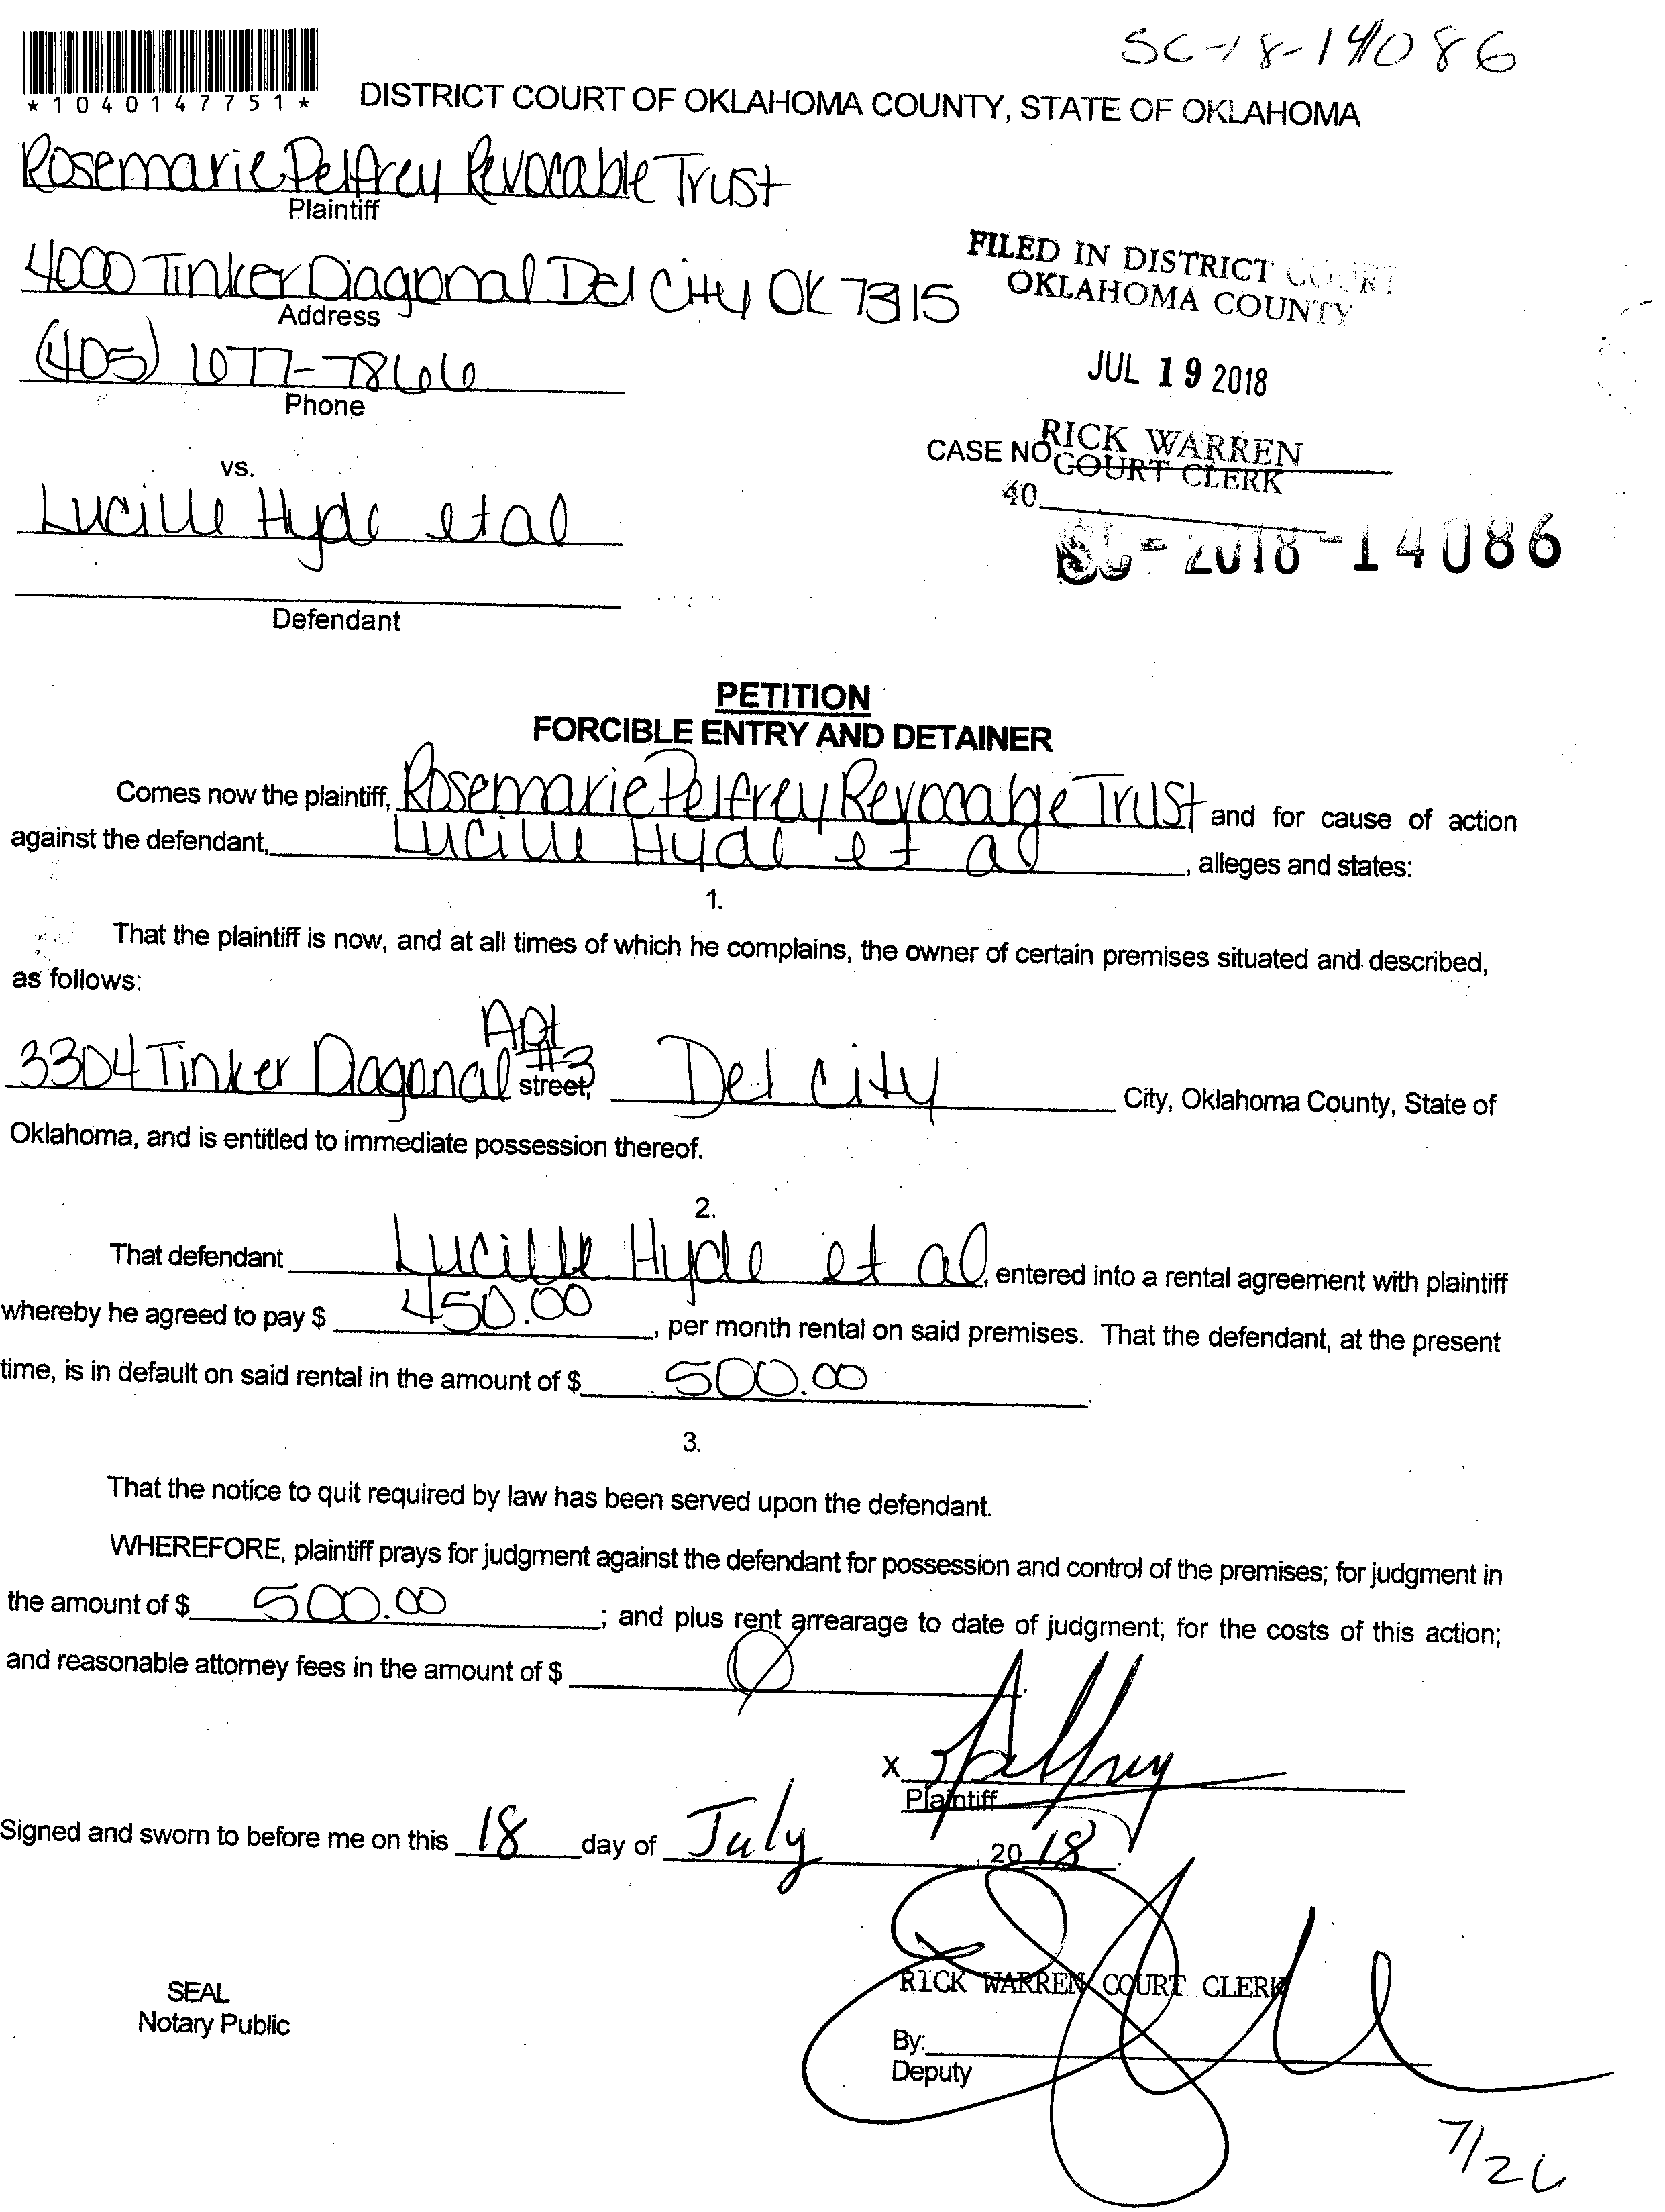 SC-18-14086
*1040147751*
DISTRICT COURT OF OKLAHOMA COUNTY, STATE OF OKLAHOMA
Rosemarie Pelfrey Revocable Trust
Plaintiff
4000 Tinker Diagonal Del City OK 7315
Address
FILED IN DISTRICT COURT
OKLAHOMA COUNTY
(405) 677-7866
Phone
JUL 19 2018
RICK WARREN
CASE NO
COURT CLERK
40
vs.
Lucille Hyde et al
SC-2018-14086
Defendant
PETITION
FORCIBLE ENTRY AND DETAINER
Comes now the plaintiff, Rosemarie Pelfrey Revocable Trust and for cause of action
against the defendant, Lucille Hyde et al, alleges and states:
1.
That the plaintiff is now, and at all times of which he complains, the owner of certain premises situated and described,
as follows:
3304 Tinker Diagonal Apt #3 street, Del City City, Oklahoma County, State of
Oklahoma, and is entitled to immediate possession thereof.
2.
That defendant Lucille Hyde et al, entered into a rental agreement with plaintiff
whereby he agreed to pay $ 450.00, per month rental on said premises. That the defendant, at the present
time, is in default on said rental in the amount of $ 500.00.
3.
That the notice to quit required by law has been served upon the defendant.
WHEREFORE, plaintiff prays for judgment against the defendant for possession and control of the premises; for judgment in
the amount of $ 500.00; and plus rent arrearage to date of judgment; for the costs of this action;
and reasonable attorney fees in the amount of $ 0.
X Pelfrey
Plaintiff
Signed and sworn to before me on this 18 day of July, 2018.
RICK WARREN COURT CLERK
SEAL
Notary Public
By:
Deputy
7/26